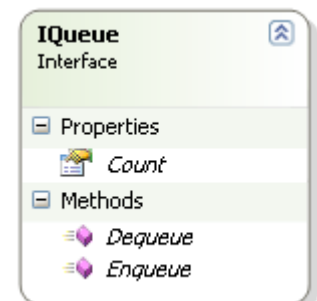 IQueue
Interface
Properties
Count
Methods
Dequeue
Enqueue